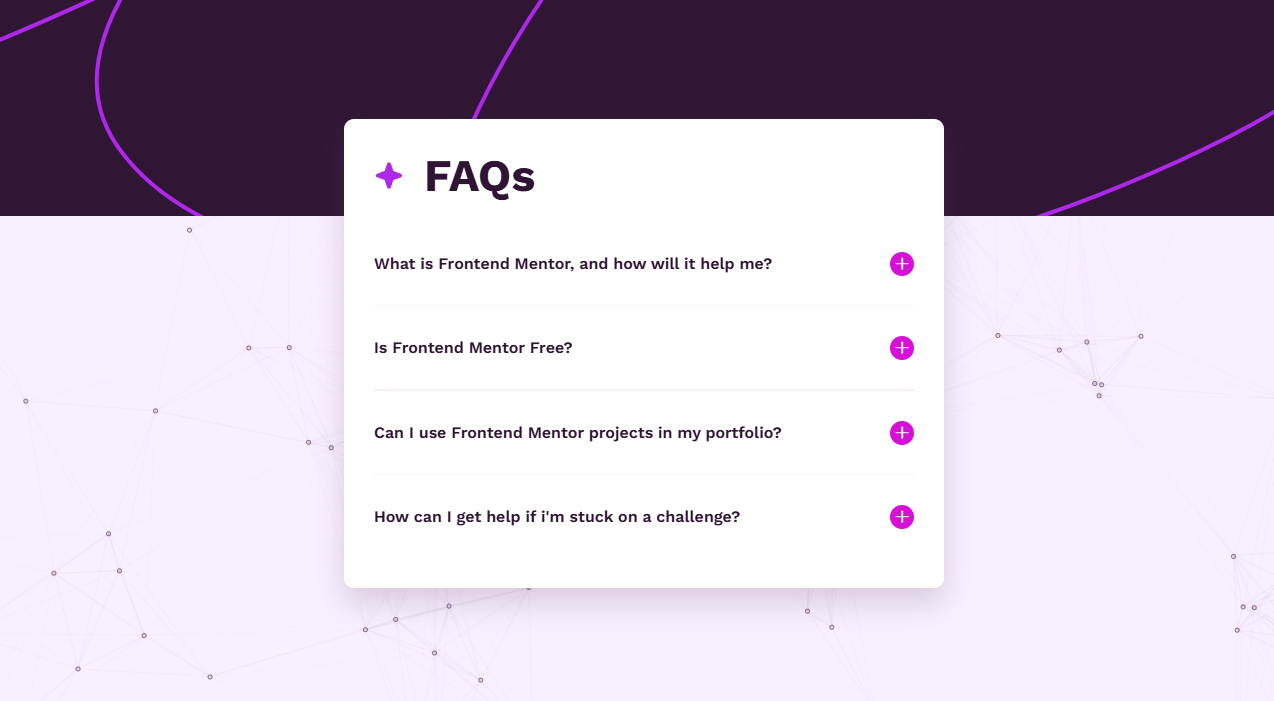 FAQs
What is Frontend Mentor, and how will it help me?
Is Frontend Mentor Free?
Can I use Frontend Mentor projects in my portfolio?
How can I get help if i'm stuck on a challenge?